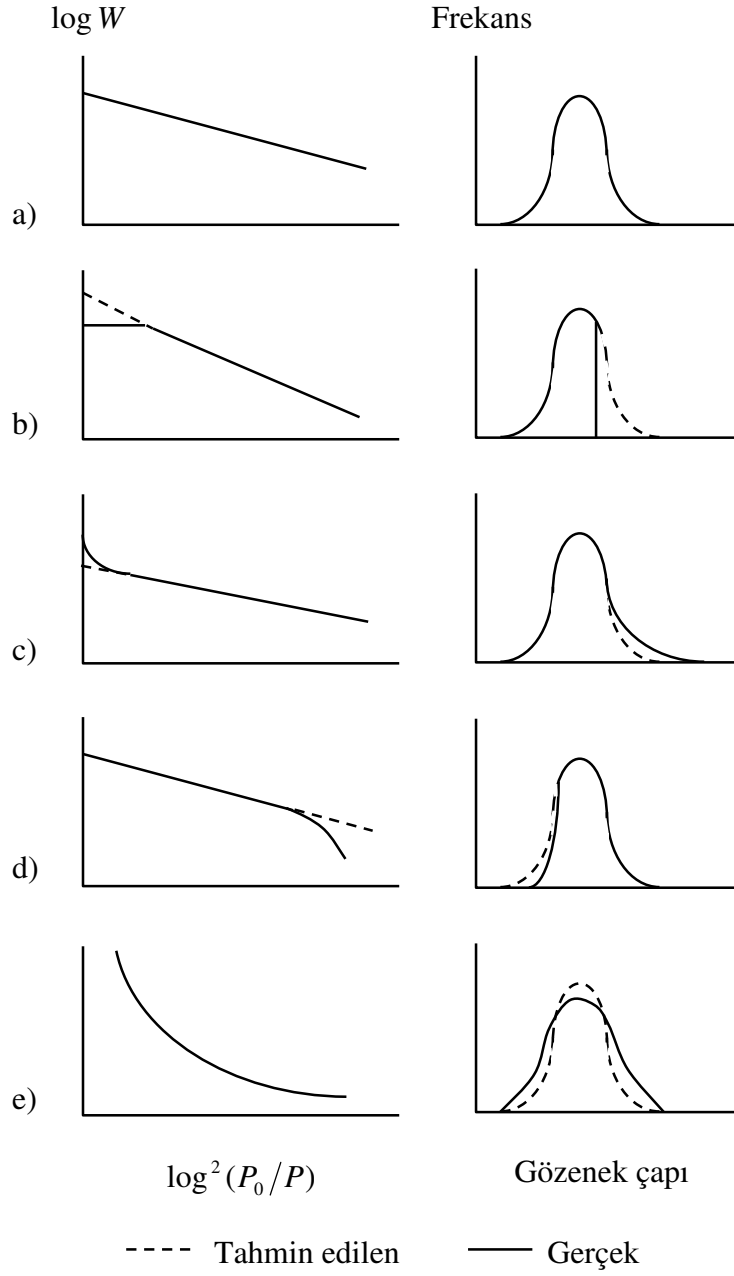 log W Frekans
a)
b)
c)
d)
e)
log² (P₀/P) Gözenek çapı
Tahmin edilen Gerçek